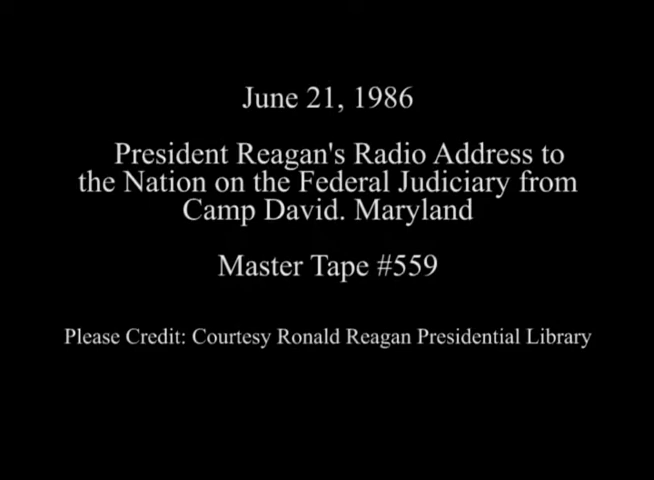 June 21, 1986
President Reagan's Radio Address to
the Nation on the Federal Judiciary from
Camp David. Maryland
Master Tape #559
Please Credit: Courtesy Ronald Reagan Presidential Library